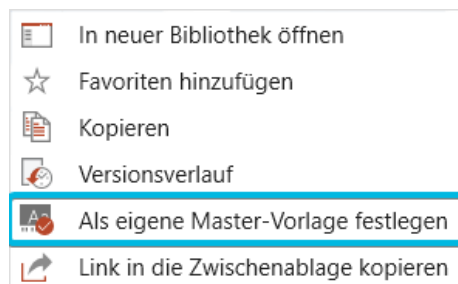 In neuer Bibliothek öffnen
Favoriten hinzufügen
Kopieren
Versionsverlauf
Als eigene Master-Vorlage festlegen
Link in die Zwischenablage kopieren